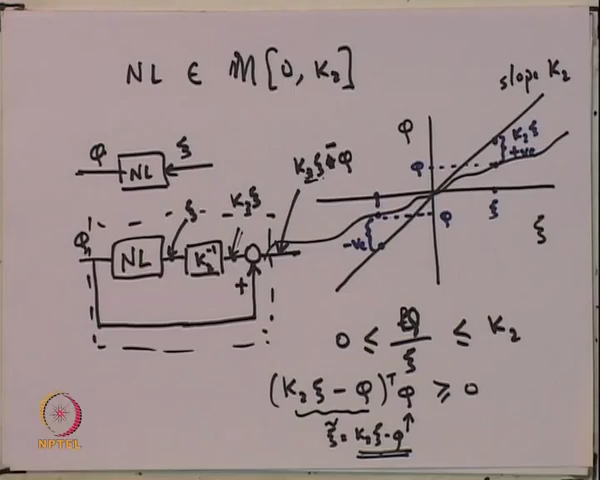 NL ∈ M[0, K₂]
slope K₂
φ
φ NL ξ
K₂ξ - φ
K₂ξ
+ve
φ
ξ K₂ξ
φ NL K₂⁻¹
+
-ve
φ
ξ
ξ
0 ≤ φ/ξ ≤ K₂
(K₂ξ - φ)ᵀ φ ≥ 0
ξ̃ = K₂ξ - φ
NPTEL